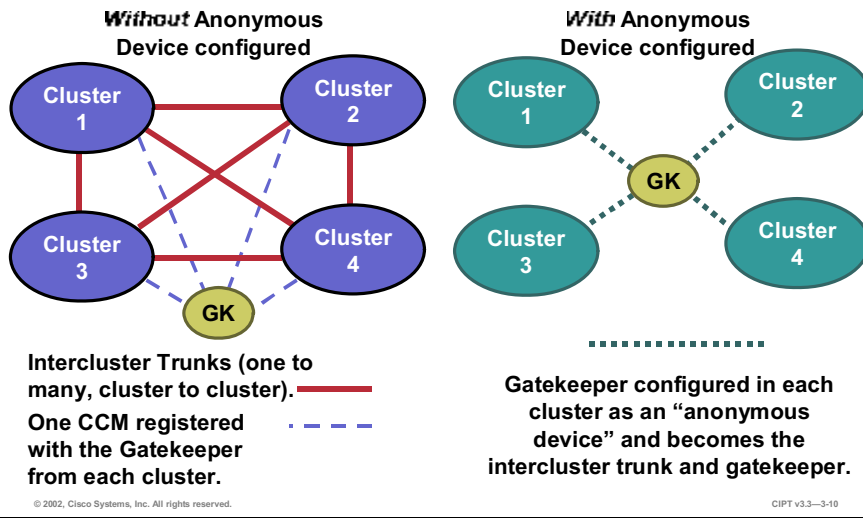 Without Anonymous
Device configured
Cluster
1
Cluster
2
Cluster
3
Cluster
4
GK
Intercluster Trunks (one to
many, cluster to cluster).
One CCM registered
with the Gatekeeper
from each cluster.
With Anonymous
Device configured
Cluster
1
Cluster
2
GK
Cluster
3
Cluster
4
Gatekeeper configured in each
cluster as an “anonymous
device” and becomes the
intercluster trunk and gatekeeper.
© 2002, Cisco Systems, Inc. All rights reserved.
CIPT v3.3—3-10